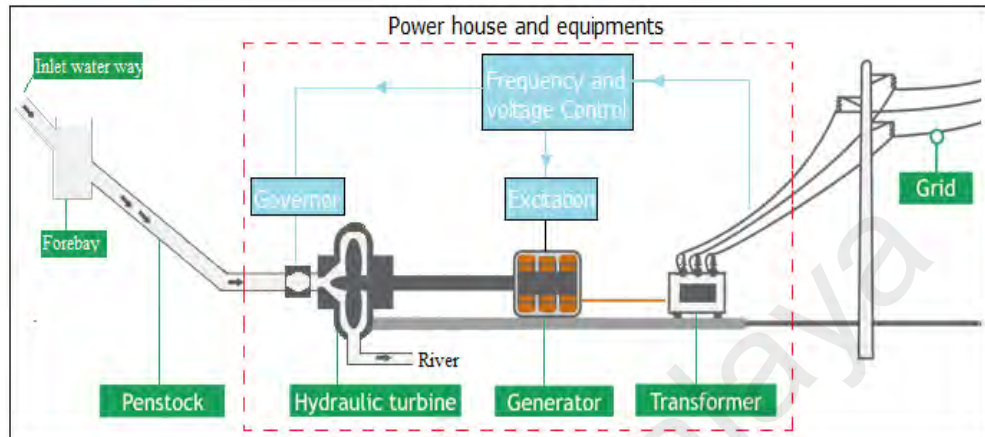 Power house and equipments
Inlet water way
Frequency and
voltage Control
Governor
Excitation
Grid
Forebay
River
Penstock
Hydraulic turbine
Generator
Transformer